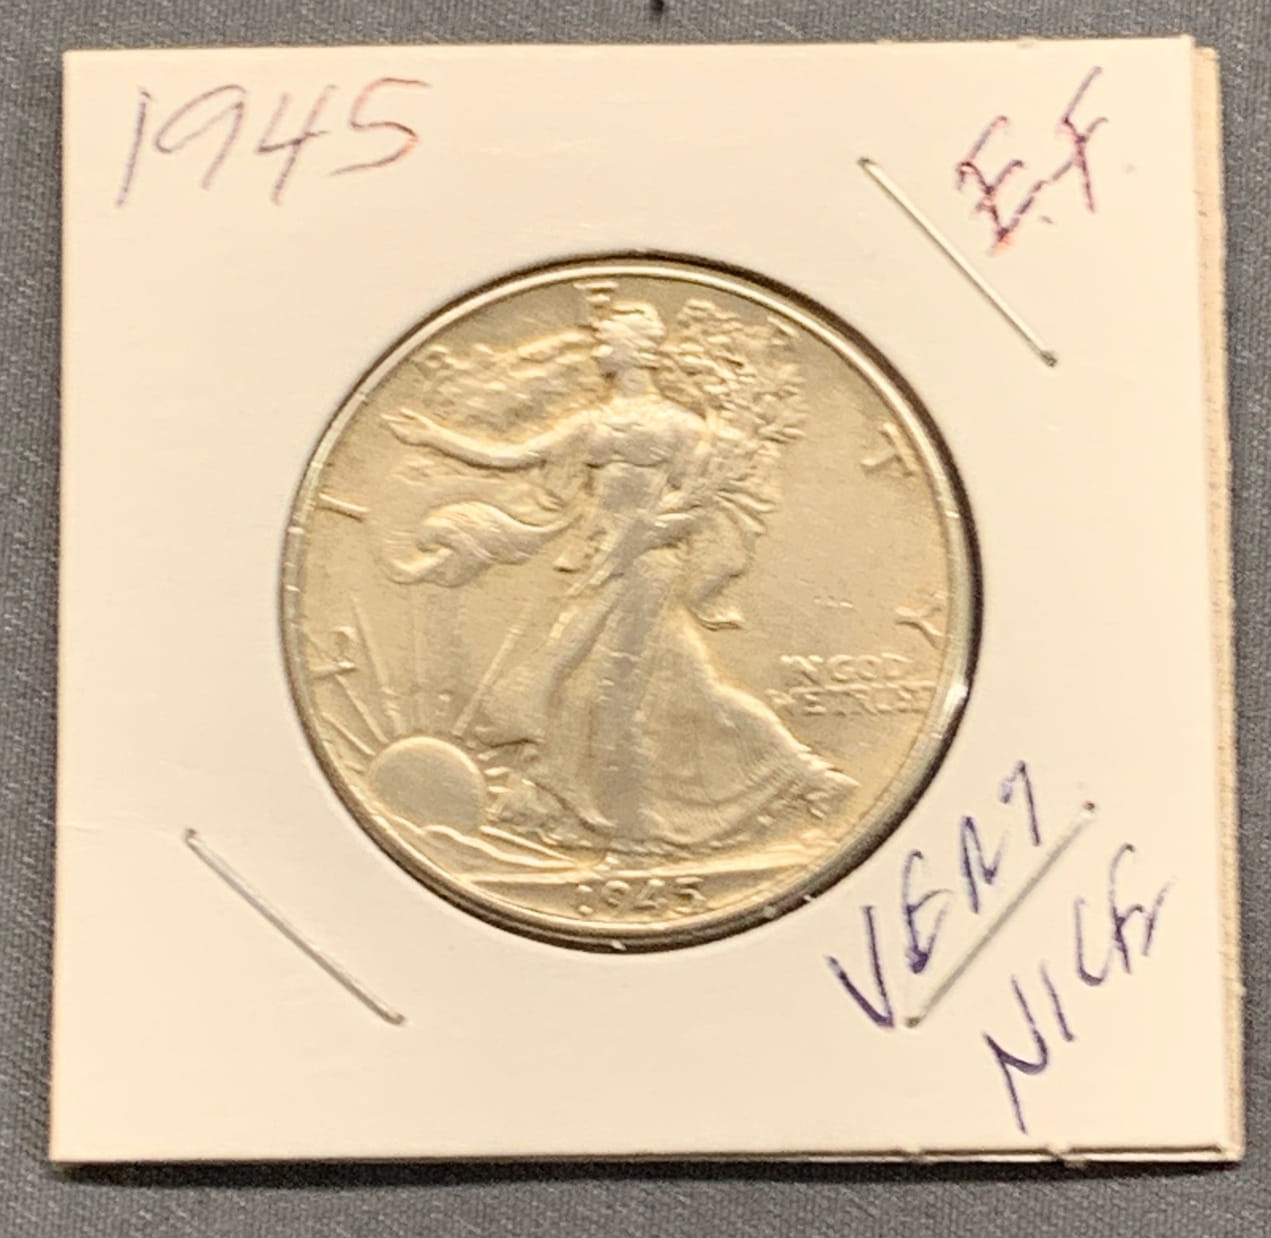 1945
E.F.
LIBERTY
IN GOD
WE TRUST
1945
VERY
NICE